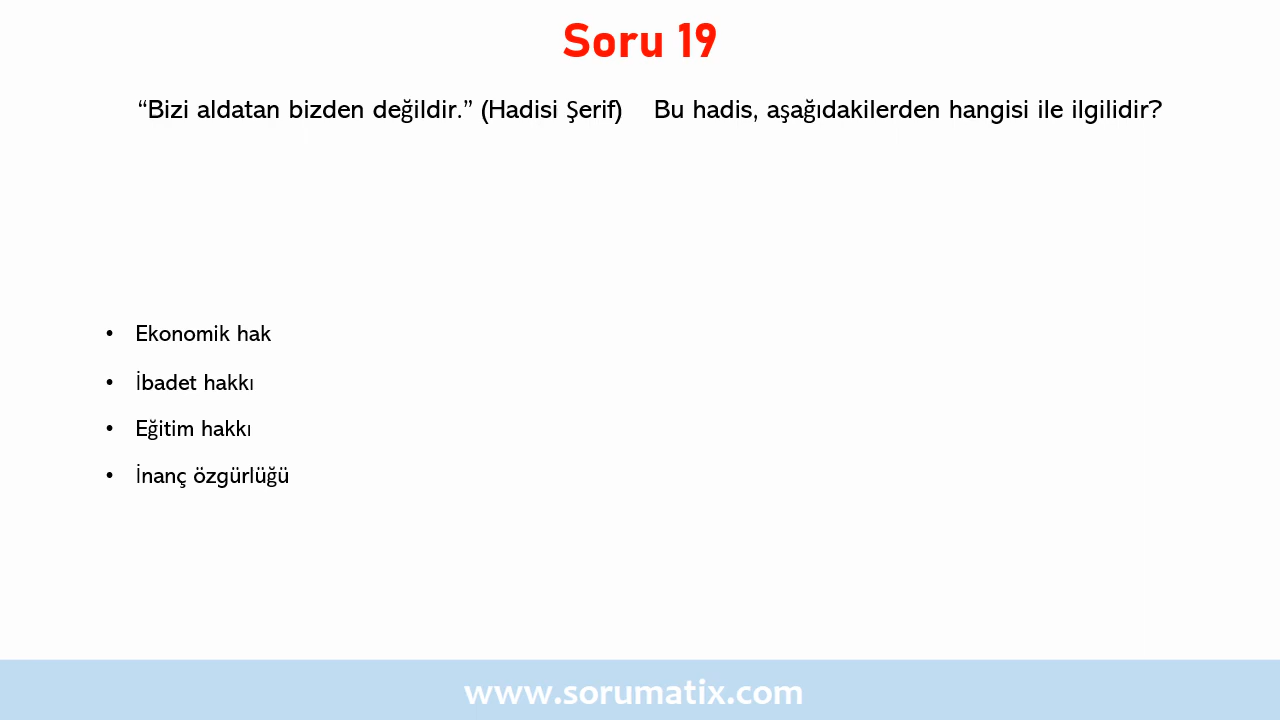 Soru 19
“Bizi aldatan bizden değildir.” (Hadisi Şerif) Bu hadis, aşağıdakilerden hangisi ile ilgilidir?
• Ekonomik hak
• İbadet hakkı
• Eğitim hakkı
• İnanç özgürlüğü
www.sorumatix.com